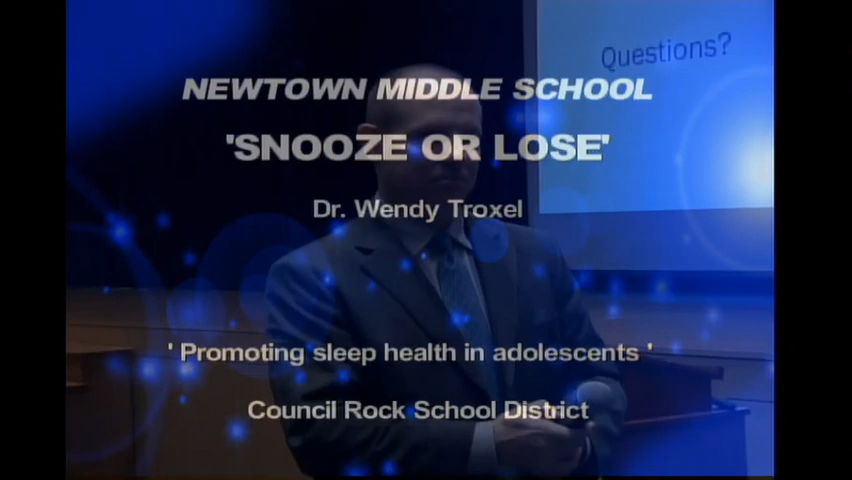 Questions?
NEWTOWN MIDDLE SCHOOL
'SNOOZE OR LOSE'
Dr. Wendy Troxel
' Promoting sleep health in adolescents '
Council Rock School District